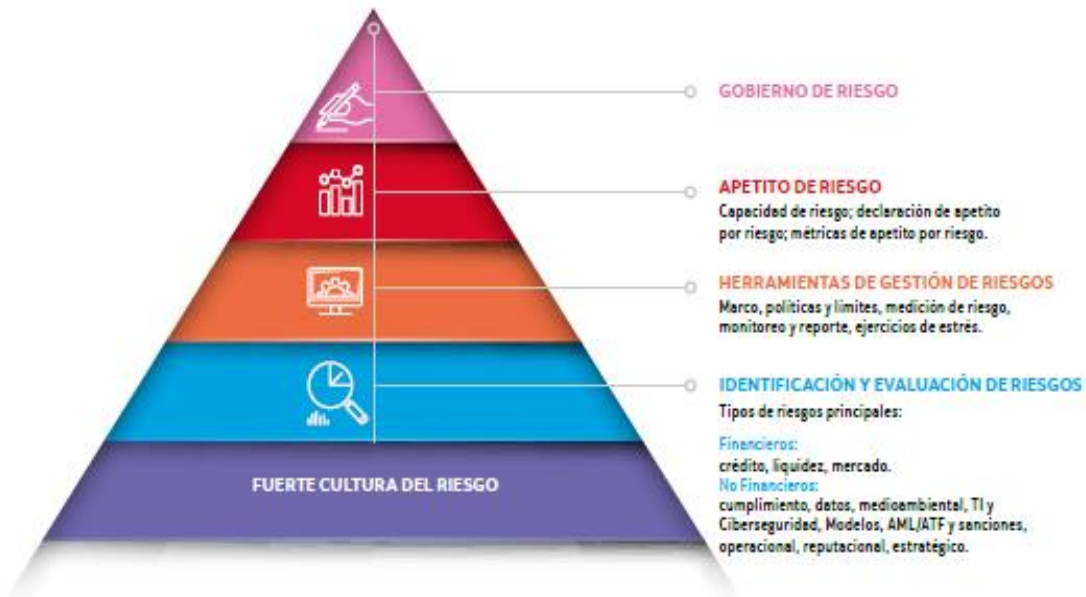 GOBIERNO DE RIESGO
APETITO DE RIESGO
Capacidad de riesgo; declaración de apetito
por riesgo; métricas de apetito por riesgo.
HERRAMIENTAS DE GESTIÓN DE RIESGOS
Marco, políticas y límites, medición de riesgo,
monitoreo y reporte, ejercicios de estrés.
IDENTIFICACIÓN Y EVALUACIÓN DE RIESGOS
Tipos de riesgos principales:
Financieros:
crédito, liquidez, mercado.
No Financieros:
cumplimiento, datos, medioambiental, TI y
Ciberseguridad, Modelos, AML/ATF y sanciones,
operacional, reputacional, estratégico.
FUERTE CULTURA DEL RIESGO